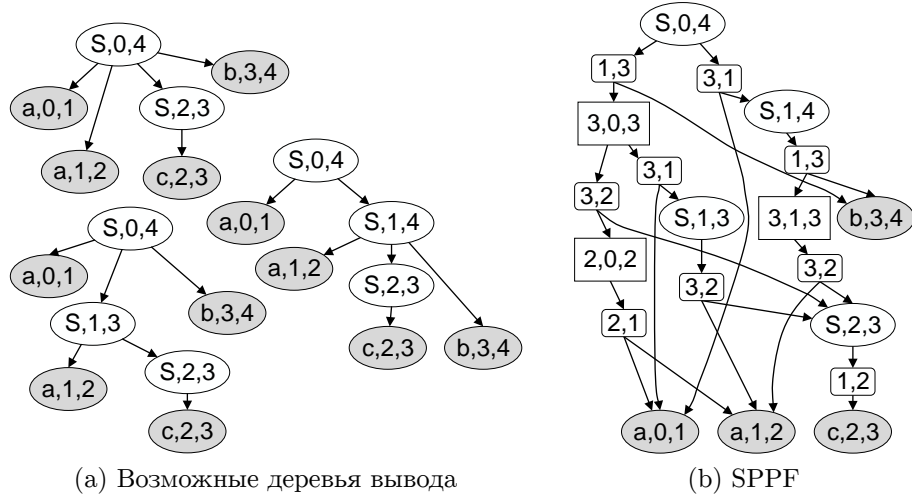 S,0,4
a,0,1
b,3,4
S,2,3
a,1,2
c,2,3
S,0,4
a,0,1
S,1,4
a,1,2
S,2,3
c,2,3
b,3,4
S,0,4
a,0,1
b,3,4
S,1,3
a,1,2
S,2,3
c,2,3
(a) Возможные деревья вывода
S,0,4
1,3
3,1
3,0,3
S,1,4
3,1
1,3
3,2
S,1,3
3,1,3
b,3,4
2,0,2
3,2
3,2
2,1
S,2,3
1,2
a,0,1
a,1,2
c,2,3
(b) SPPF